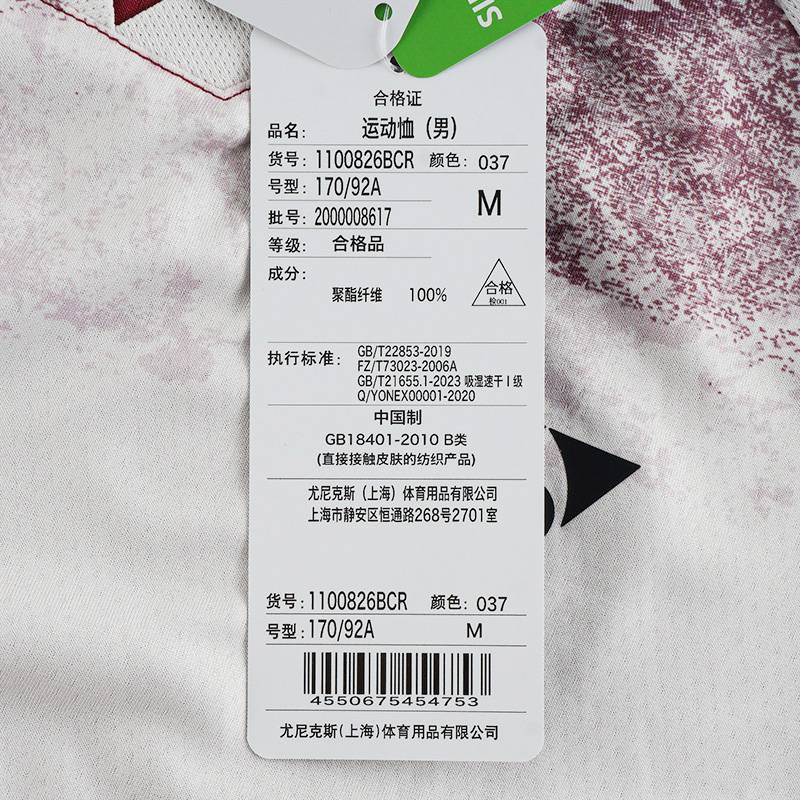 sin
合格证
品名: 运动恤（男）
货号: 1100826BCR 颜色: 037
号型: 170/92A
M
批号: 2000008617
等级: 合格品
成分:
聚酯纤维 100%
合格
检001
执行标准: GB/T22853-2019
FZ/T73023-2006A
GB/T21655.1-2023 吸湿速干Ⅰ级
Q/YONEX00001-2020
中国制
GB18401-2010 B类
(直接接触皮肤的纺织产品)
尤尼克斯（上海）体育用品有限公司
上海市静安区恒通路268号2701室
货号: 1100826BCR 颜色: 037
号型: 170/92A M
4550675454753
尤尼克斯(上海)体育用品有限公司